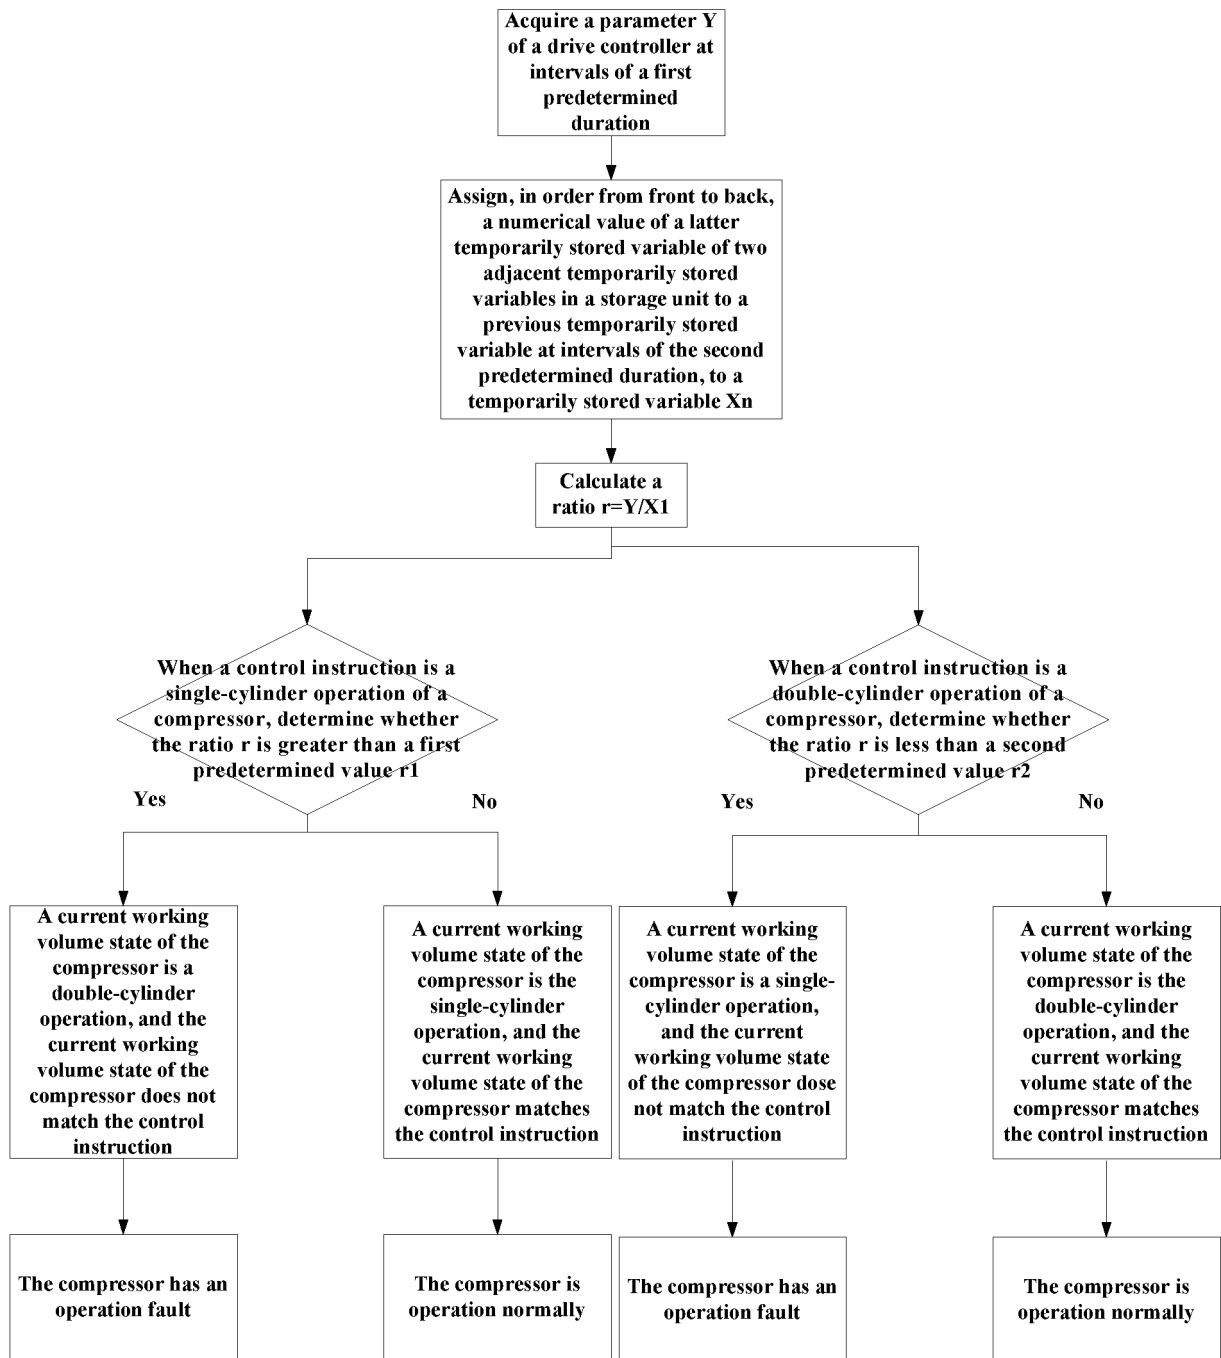 Acquire a parameter Y
of a drive controller at
intervals of a first
predetermined
duration
Assign, in order from front to back,
a numerical value of a latter
temporarily stored variable of two
adjacent temporarily stored
variables in a storage unit to a
previous temporarily stored
variable at intervals of the second
predetermined duration, to a
temporarily stored variable Xn
Calculate a
ratio r=Y/X1
When a control instruction is a
single-cylinder operation of a
compressor, determine whether
the ratio r is greater than a first
predetermined value r1
Yes
No
When a control instruction is a
double-cylinder operation of a
compressor, determine whether
the ratio r is less than a second
predetermined value r2
Yes
No
A current working
volume state of the
compressor is a
double-cylinder
operation, and the
current working
volume state of the
compressor does not
match the control
instruction
A current working
volume state of the
compressor is the
single-cylinder
operation, and the
current working
volume state of the
compressor matches
the control instruction
A current working
volume state of the
compressor is a single-
cylinder operation,
and the current
working volume state
of the compressor dose
not match the control
instruction
A current working
volume state of the
compressor is the
double-cylinder
operation, and the
current working
volume state of the
compressor matches
the control instruction
The compressor has an
operation fault
The compressor is
operation normally
The compressor has an
operation fault
The compressor is
operation normally